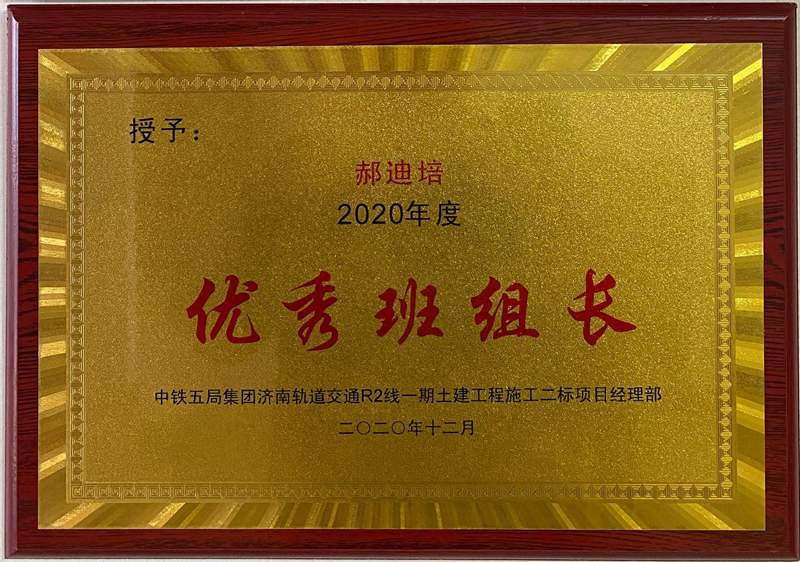 授予：
郝迪培
2020年度
优秀班组长
中铁五局集团济南轨道交通R2线一期土建工程施工二标项目经理部
二〇二〇年十二月